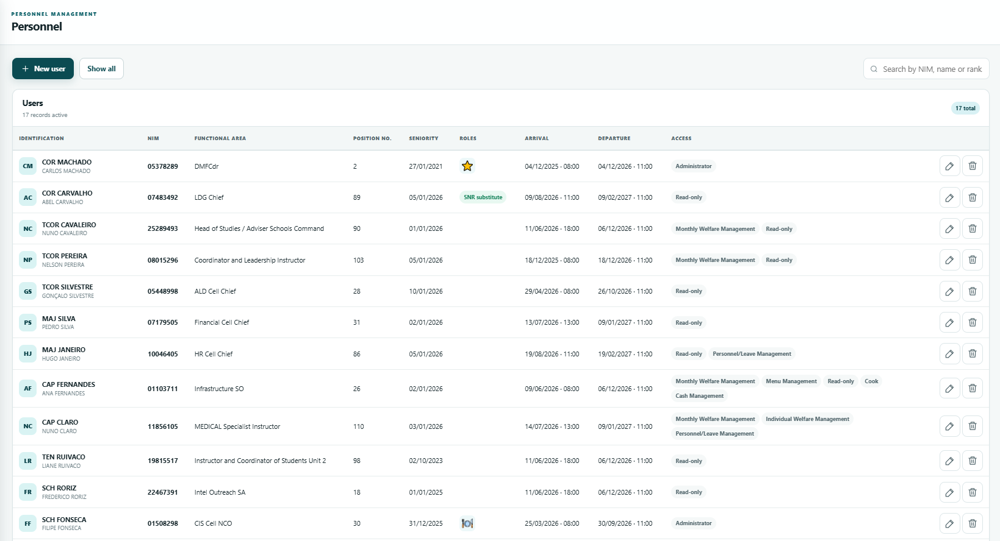 PERSONNEL MANAGEMENT
Personnel
+ New user
Show all
Search by NIM, name or rank
Users
17 records active
17 total
IDENTIFICATION NIM FUNCTIONAL AREA POSITION NO. SENIORITY ROLES ARRIVAL DEPARTURE ACCESS
CM COR MACHADO 05378289 DMFCdr 2 27/01/2021 04/12/2025 · 08:00 04/12/2026 · 11:00 Administrator
CARLOS MACHADO
AC COR CARVALHO 07483492 LDG Chief 89 05/01/2026 SNR substitute 09/08/2026 · 11:00 09/02/2027 · 11:00 Read-only
ABEL CARVALHO
NC TCOR CAVALEIRO 25289493 Head of Studies / Adviser Schools Command 90 01/01/2026 11/06/2026 · 18:00 06/12/2026 · 11:00 Monthly Welfare Management Read-only
NUNO CAVALEIRO
NP TCOR PEREIRA 08015296 Coordinator and Leadership Instructor 103 05/01/2026 18/12/2025 · 08:00 18/12/2026 · 11:00 Monthly Welfare Management Read-only
NELSON PEREIRA
GS TCOR SILVESTRE 05448998 ALD Cell Chief 28 10/01/2026 29/04/2026 · 08:00 26/10/2026 · 11:00 Read-only
GONÇALO SILVESTRE
PS MAJ SILVA 07179505 Financial Cell Chief 31 02/01/2026 13/07/2026 · 13:00 09/01/2027 · 11:00 Read-only
PEDRO SILVA
HJ MAJ JANEIRO 10046405 HR Cell Chief 86 05/01/2026 19/08/2026 · 11:00 19/02/2027 · 11:00 Read-only Personnel/Leave Management
HUGO JANEIRO
AF CAP FERNANDES 01103711 Infrastructure SO 26 02/01/2026 09/06/2026 · 08:00 06/12/2026 · 11:00 Monthly Welfare Management Menu Management Read-only Cook
ANA FERNANDES Cash Management
NC CAP CLARO 11856105 MEDICAL Specialist Instructor 110 03/01/2026 14/07/2026 · 13:00 09/01/2027 · 11:00 Monthly Welfare Management Individual Welfare Management
NUNO CLARO Personnel/Leave Management
LR TEN RUIVACO 19815517 Instructor and Coordinator of Students Unit 2 98 02/10/2023 11/06/2026 · 18:00 06/12/2026 · 11:00 Read-only
LIANE RUIVACO
FR SCH RORIZ 22467391 Intel Outreach SA 18 01/01/2025 11/06/2026 · 18:00 06/12/2026 · 11:00 Read-only
FREDERICO RORIZ
FF SCH FONSECA 01508298 CIS Cell NCO 30 31/12/2025 25/03/2026 · 08:00 30/09/2026 · 11:00 Administrator
FILIPE FONSECA